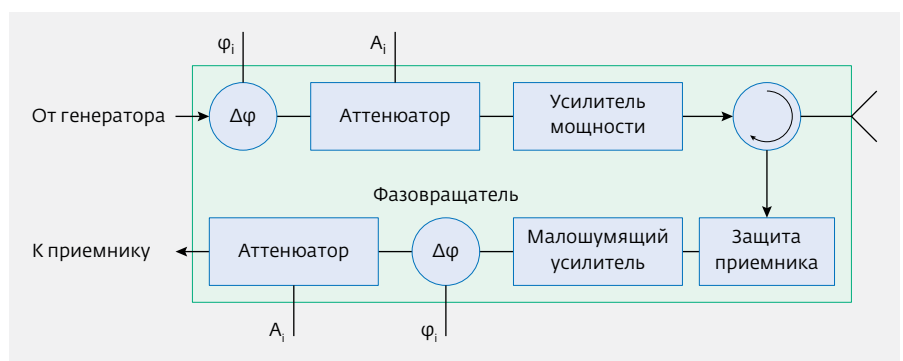 φi
Ai
От генератора
Δφ
Аттенюатор
Усилитель
мощности
Фазовращатель
К приемнику
Аттенюатор
Δφ
Малошумящий
усилитель
Защита
приемника
Ai
φi